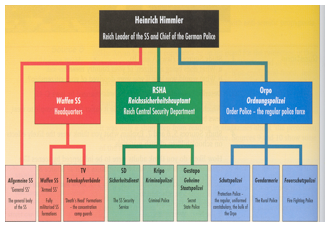 Heinrich Himmler
Reich Leader of the SS and Chief of the German Police
Waffen SS
Headquarters
RSHA
Reichssicherheitshauptamt
Reich Central Security Department
Orpo
Ordnungspolizei
Order Police - the regular police force
Allgemeine SS
'General SS'
The general body of
the SS
Waffen SS
'Armed SS'
Fully
militarised SS
formations
TV
Totenkopfverbände
'Death's Head' Formations
– the concentration
camp guards
SD
Sicherheitsdienst
The SS Security
Service
Kripo
Kriminalpolizei
Criminal Police
Gestapo
Geheime
Staatspolizei
Secret
State Police
Schutzpolizei
Protection Police –
the regular, uniformed
constabulary, the bulk
of the Orpo
Gendarmerie
The Rural Police
Feuerschutzpolizei
Fire Fighting Police